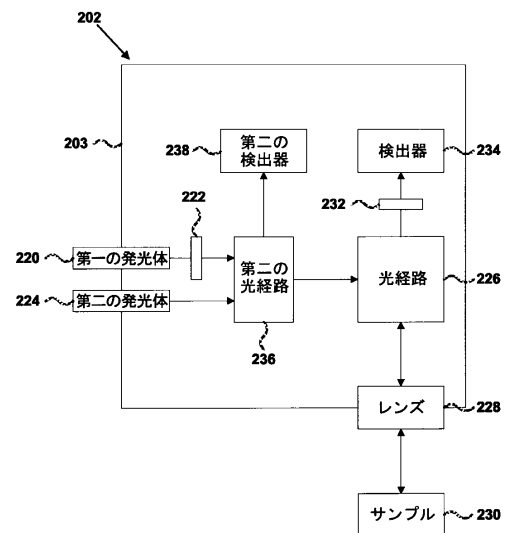 202
203
238
第二の
検出器
検出器
234
222
232
220
第一の発光体
第二の
光経路
光経路
226
224
第二の発光体
236
レンズ
228
サンプル
230